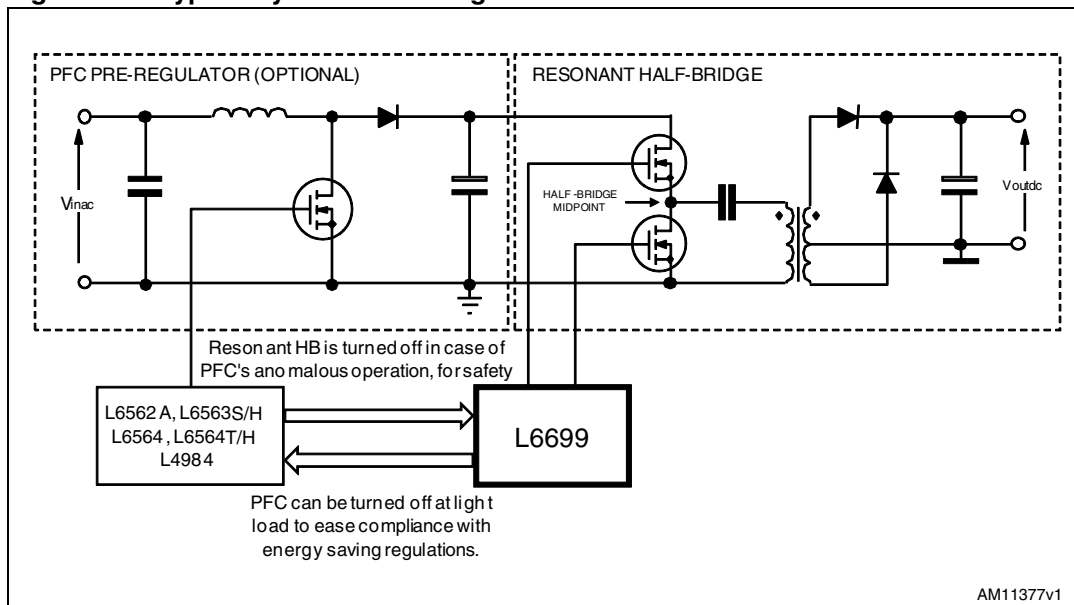 PFC PRE-REGULATOR (OPTIONAL)
RESONANT HALF-BRIDGE
Vinac
HALF-BRIDGE
MIDPOINT
Voutdc
Resonant HB is turned off in case of
PFC's anomalous operation, for safety
L6562A, L6563S/H
L6564, L6564T/H
L4984
L6699
PFC can be turned off at light
load to ease compliance with
energy saving regulations.
AM11377v1